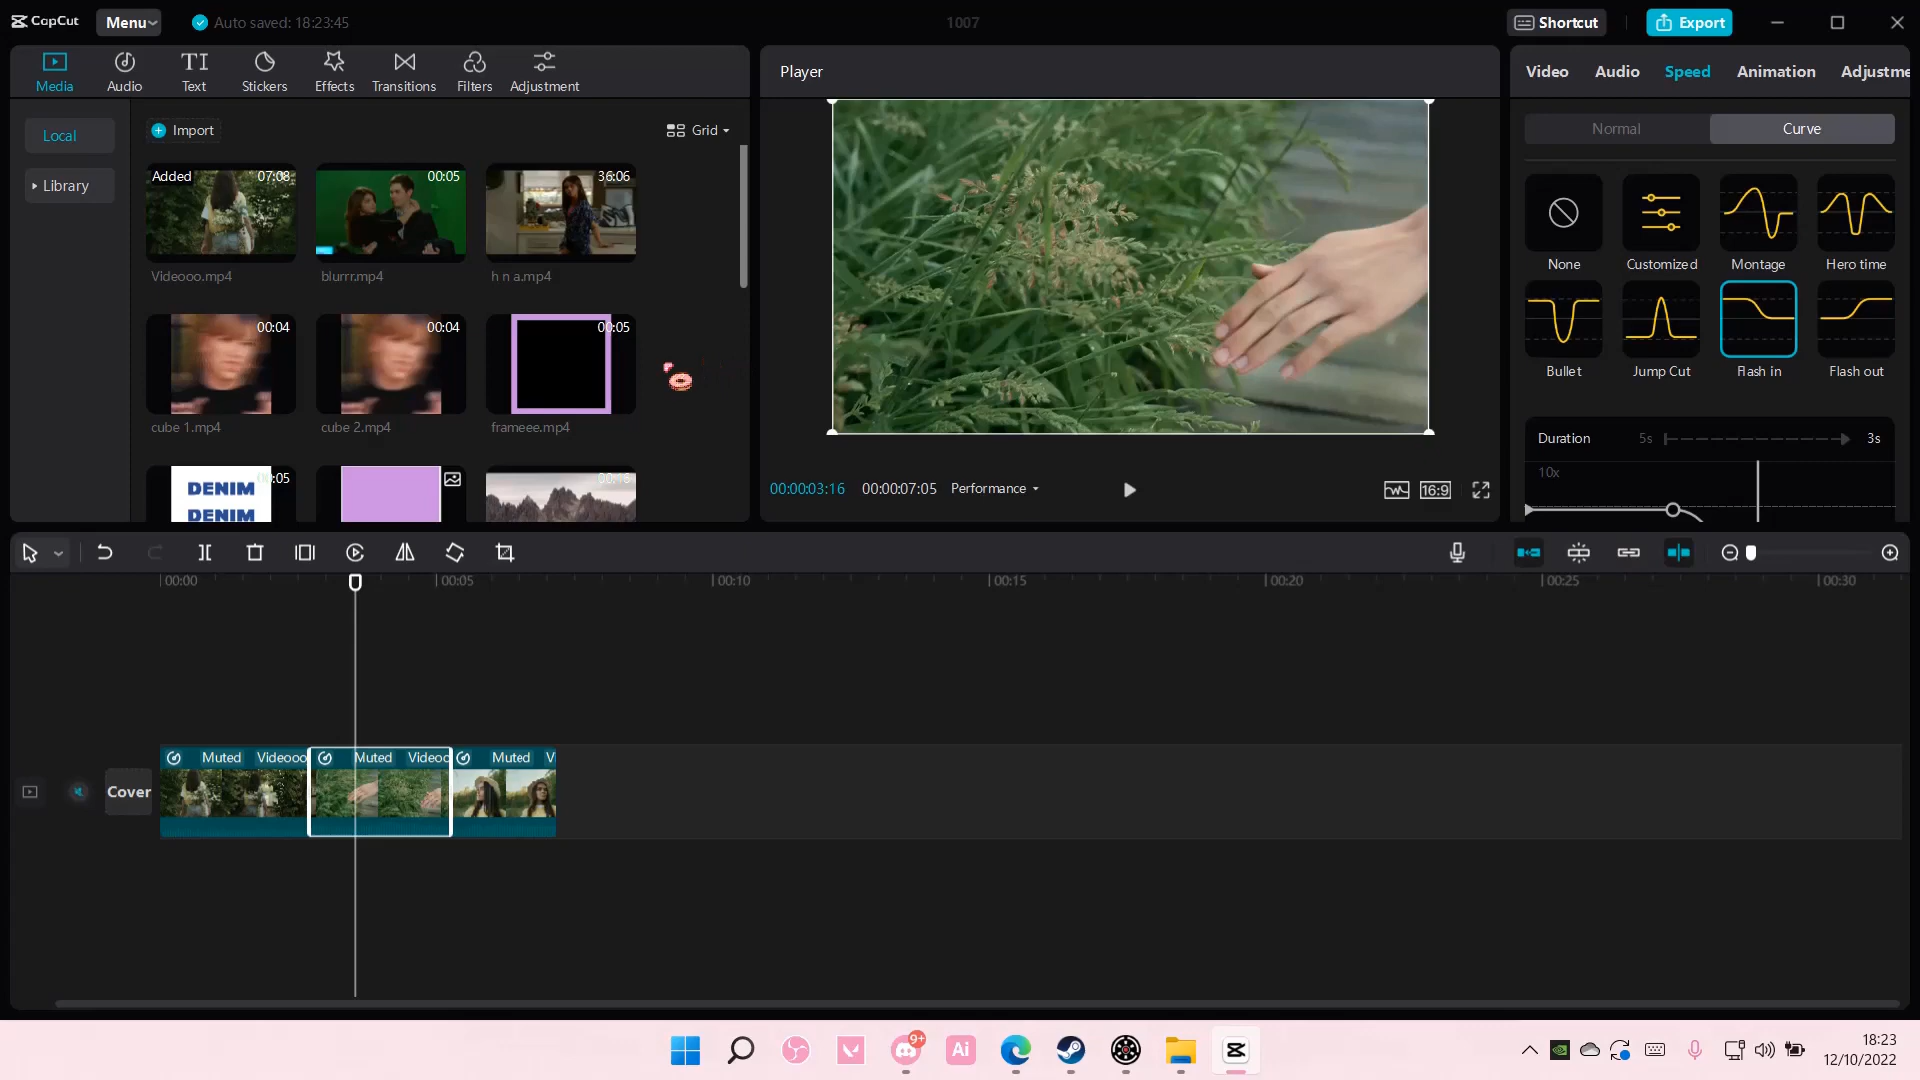 CapCut
Menu
Auto saved: 18:23:45
1007
Shortcut
Export
Media
Audio
Text
Stickers
Effects
Transitions
Filters
Adjustment
Local
Library
Import
Grid
Added
07:08
Videooo.mp4
00:05
blurrr.mp4
36:06
h n a.mp4
00:04
cube 1.mp4
00:04
cube 2.mp4
00:05
frameee.mp4
DENIM
DENIM
Player
00:00:03:16
00:00:07:05
Performance
16:9
Video
Audio
Speed
Animation
Adjustme
Normal
Curve
None
Customized
Montage
Hero time
Bullet
Jump Cut
Flash in
Flash out
Duration
5s
3s
10x
00:00
00:05
00:10
00:15
00:20
00:25
00:30
Cover
Muted Videooo
Muted Videoo
Muted V
9+
Ai
18:23
12/10/2022